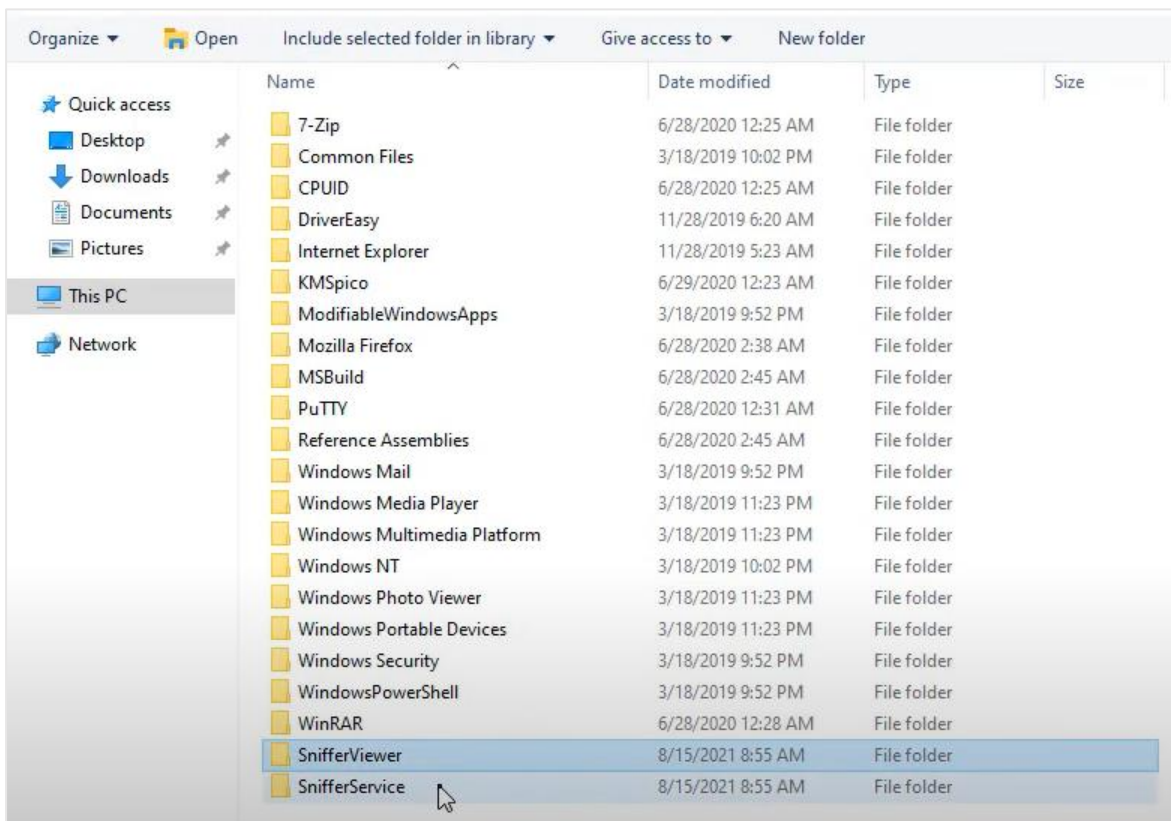 Organize Open Include selected folder in library Give access to New folder
Name Date modified Type Size
Quick access
Desktop
Downloads
Documents
Pictures
This PC
Network
7-Zip 6/28/2020 12:25 AM File folder
Common Files 3/18/2019 10:02 PM File folder
CPUID 6/28/2020 12:25 AM File folder
DriverEasy 11/28/2019 6:20 AM File folder
Internet Explorer 11/28/2019 5:23 AM File folder
KMSpico 6/29/2020 12:23 AM File folder
ModifiableWindowsApps 3/18/2019 9:52 PM File folder
Mozilla Firefox 6/28/2020 2:38 AM File folder
MSBuild 6/28/2020 2:45 AM File folder
PuTTY 6/28/2020 12:31 AM File folder
Reference Assemblies 6/28/2020 2:45 AM File folder
Windows Mail 3/18/2019 9:52 PM File folder
Windows Media Player 3/18/2019 11:23 PM File folder
Windows Multimedia Platform 3/18/2019 11:23 PM File folder
Windows NT 3/18/2019 10:02 PM File folder
Windows Photo Viewer 3/18/2019 11:23 PM File folder
Windows Portable Devices 3/18/2019 11:23 PM File folder
Windows Security 3/18/2019 9:52 PM File folder
WindowsPowerShell 3/18/2019 9:52 PM File folder
WinRAR 6/28/2020 12:28 AM File folder
SnifferViewer 8/15/2021 8:55 AM File folder
SnifferService 8/15/2021 8:55 AM File folder